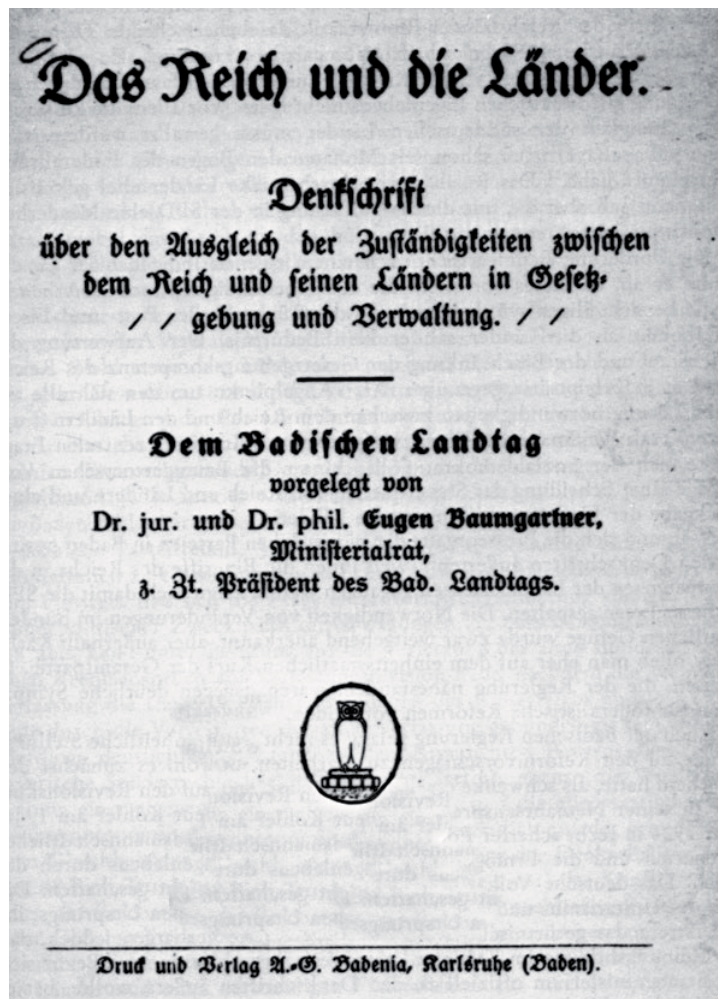 Das Reich und die Länder.
Denkschrift
über den Ausgleich der Zuständigkeiten zwischen
dem Reich und seinen Ländern in Gesetz-
// gebung und Verwaltung. //
Dem Badischen Landtag
vorgelegt von
Dr. jur. und Dr. phil. Eugen Baumgartner,
Ministerialrat,
z. Zt. Präsident des Bad. Landtags.
Druck und Verlag A.-G. Badenia, Karlsruhe (Baden).